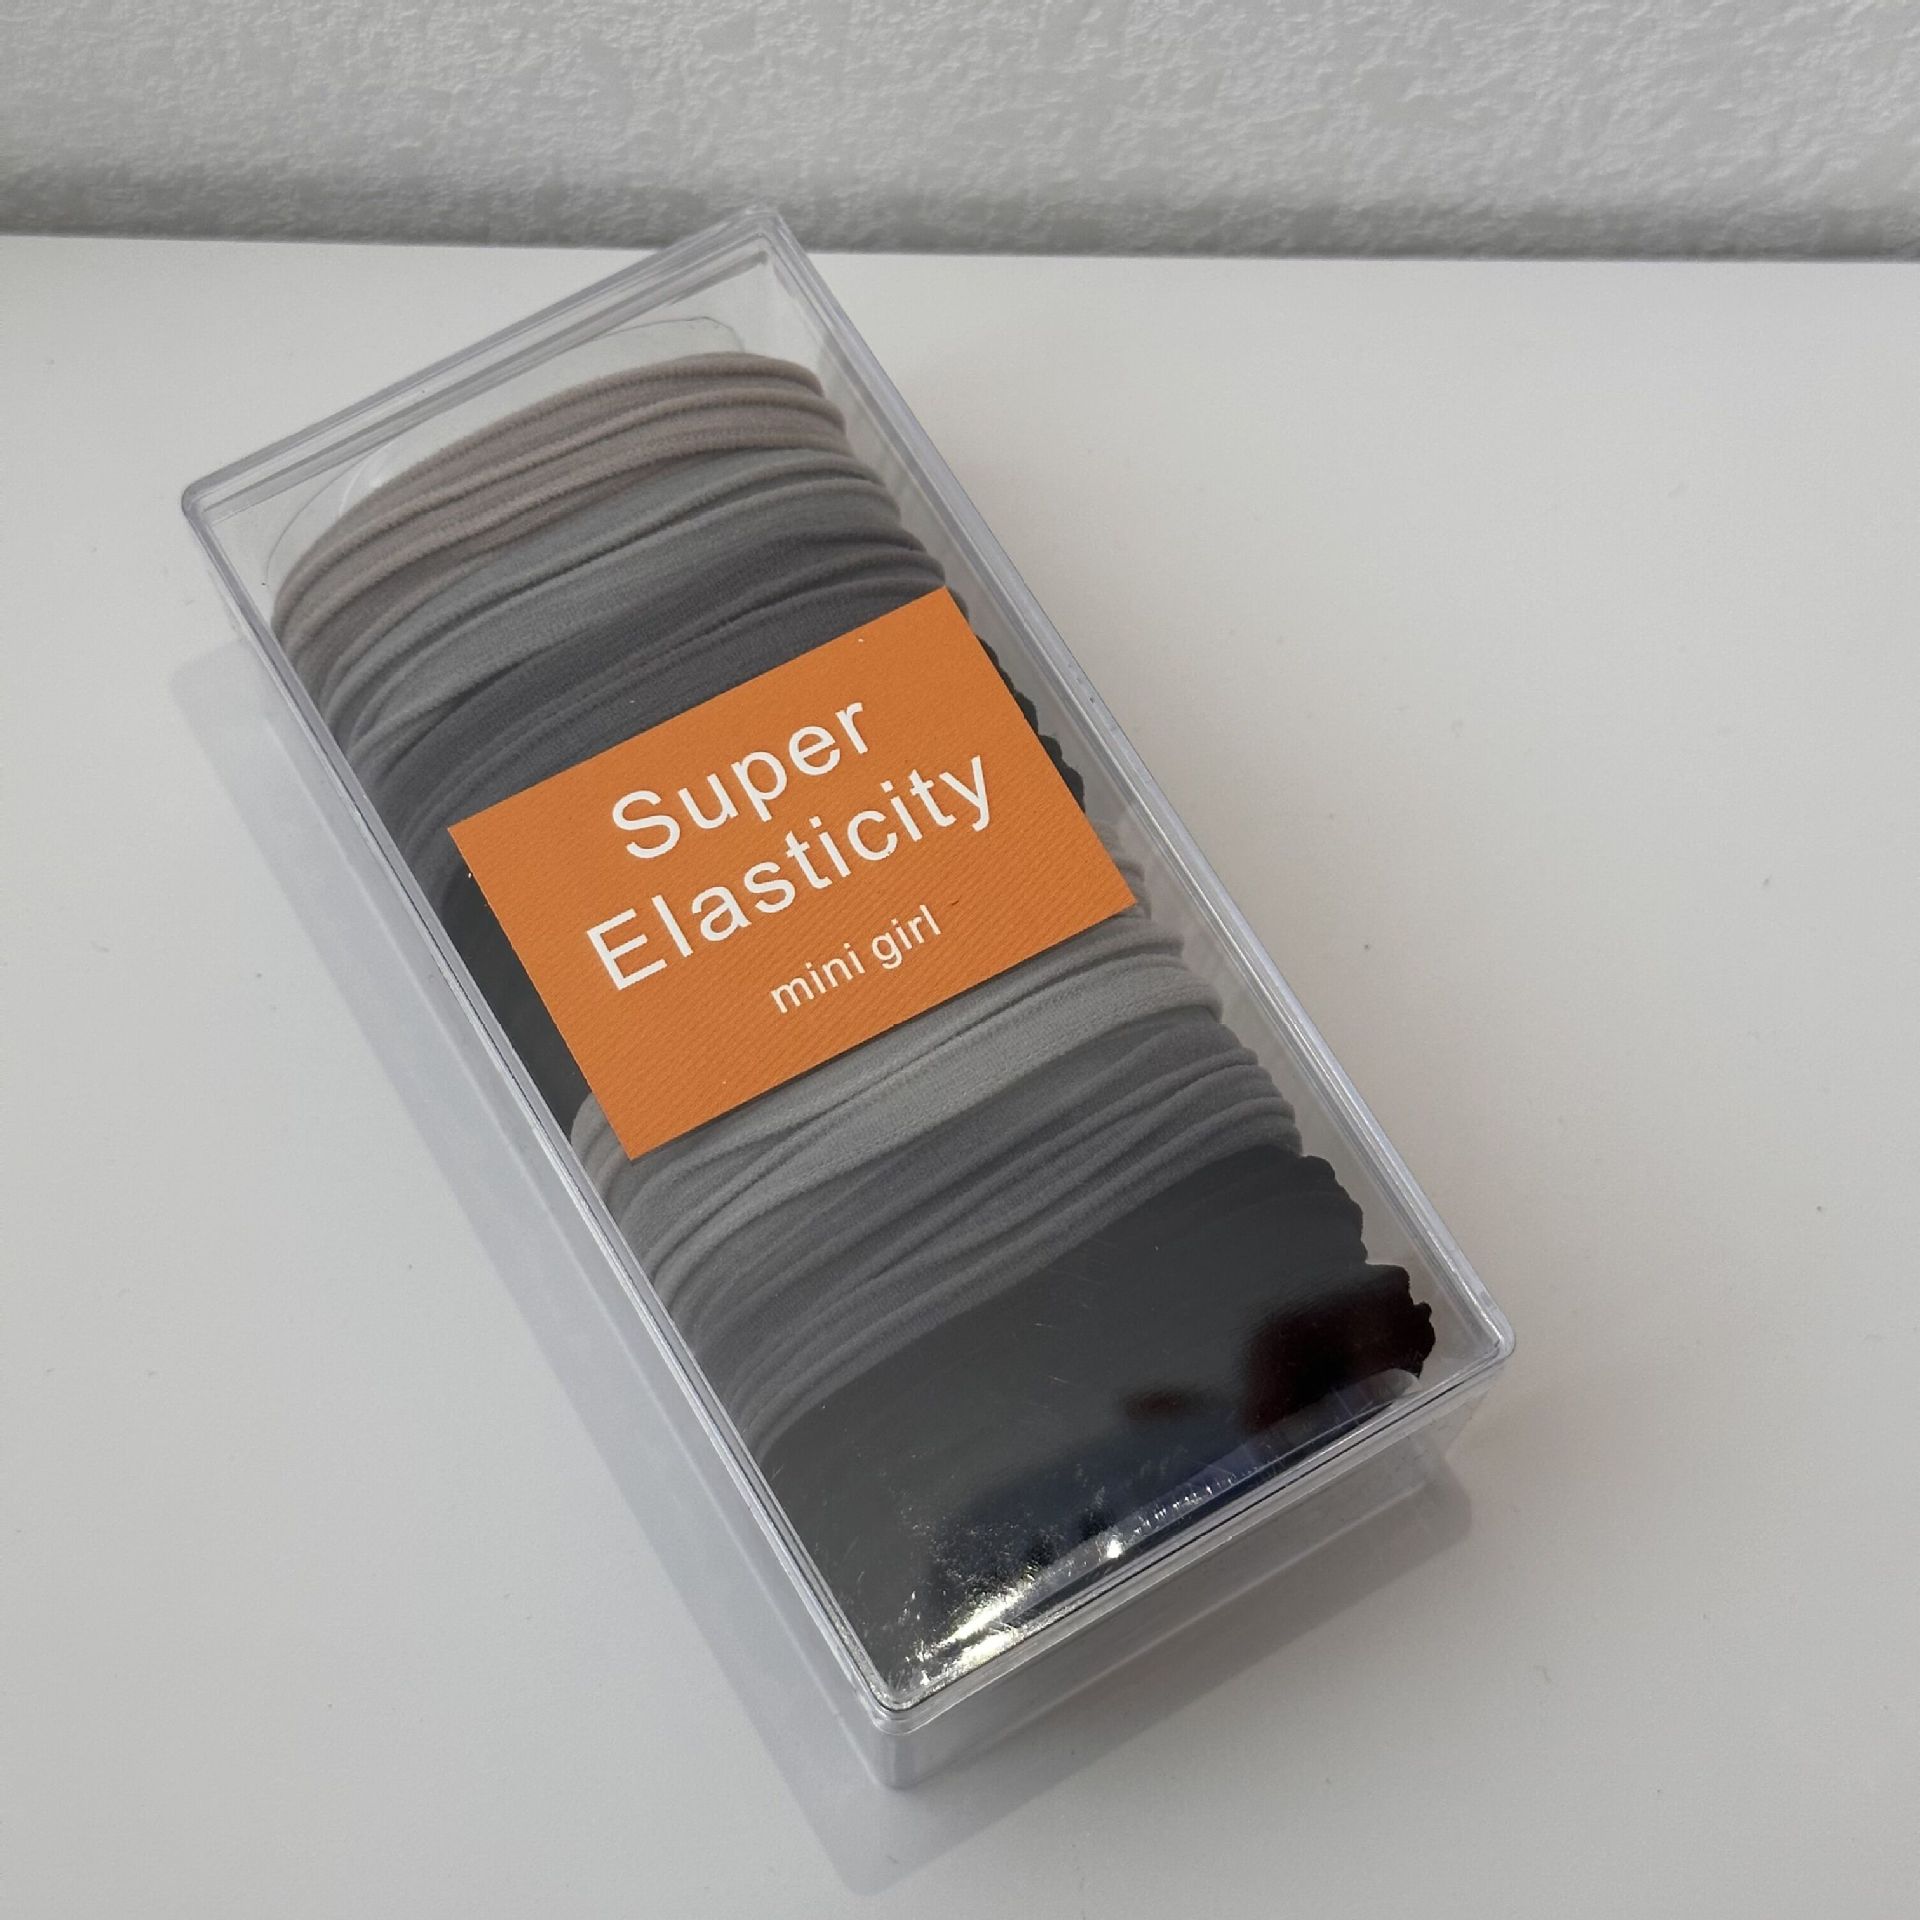 Super
Elasticity
mini girl